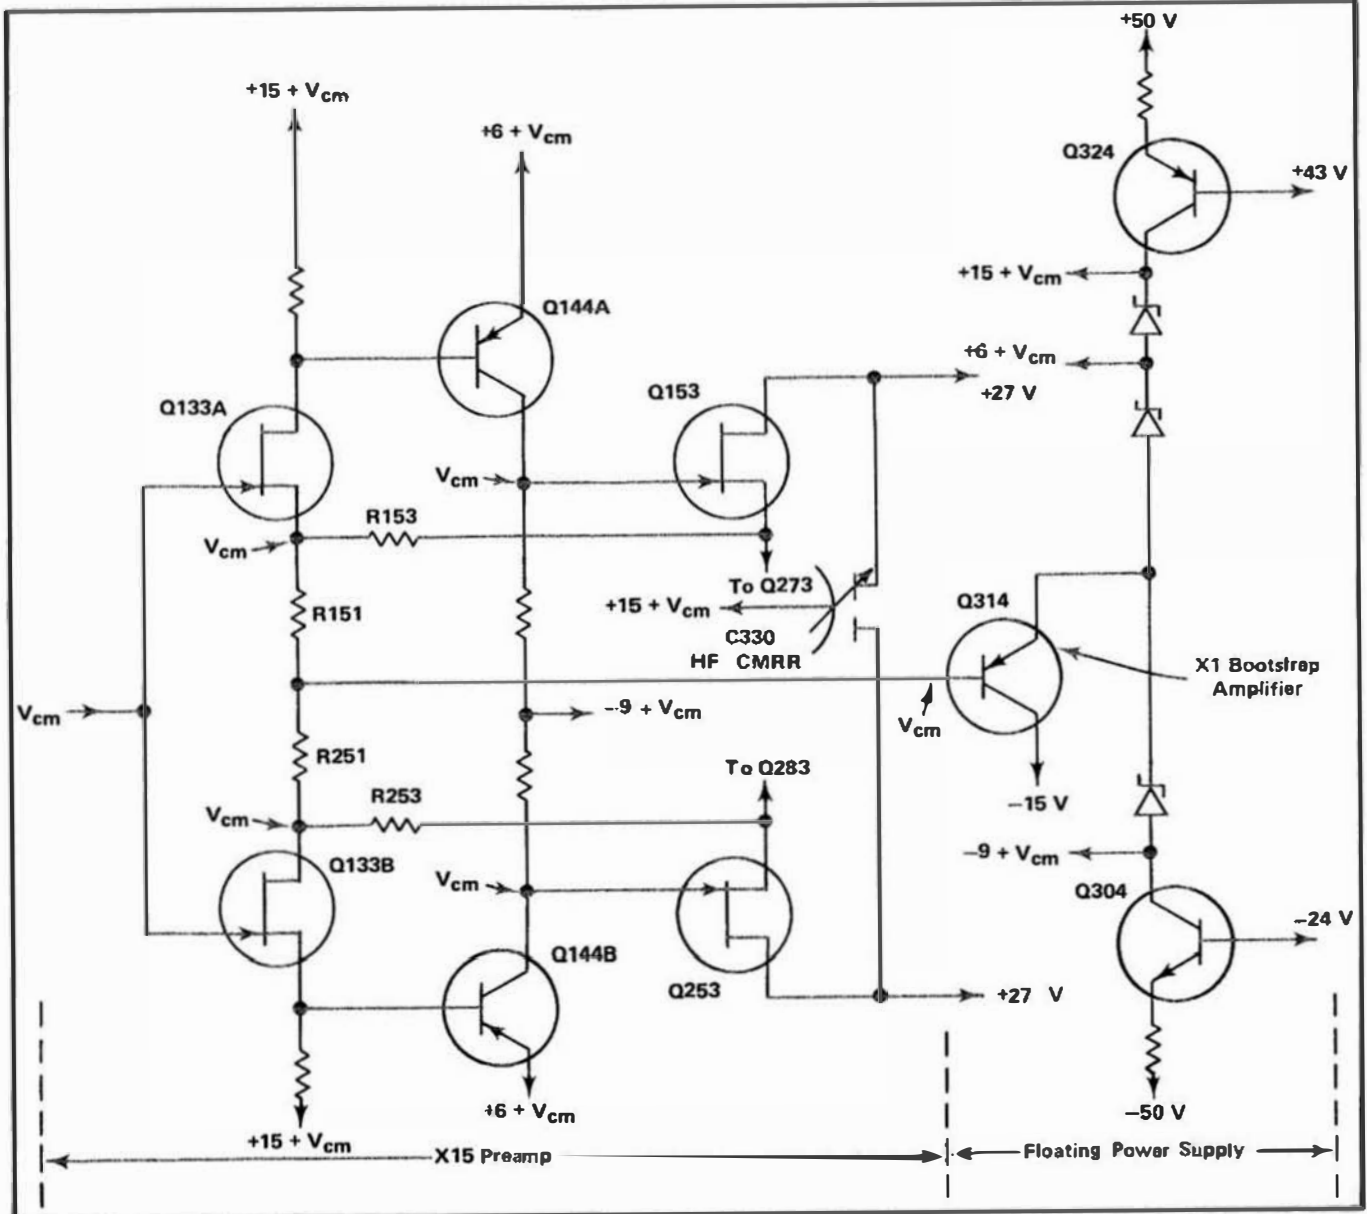 +50 V
+15 + Vcm
+6 + Vcm
Q324
+43 V
Q144A
+15 + Vcm
+6 + Vcm
Q133A
Q153
+27 V
Vcm
R153
Vcm
To Q273
+15 + Vcm
C330
HF CMRR
R151
Q314
X1 Bootstrap
Amplifier
Vcm
-9 + Vcm
Vcm
R251
To Q283
-15 V
R253
Vcm
-9 + Vcm
Q133B
Vcm
Q304
-24 V
Q144B
Q253
+27 V
+6 + Vcm
-50 V
+15 + Vcm
X15 Preamp
Floating Power Supply